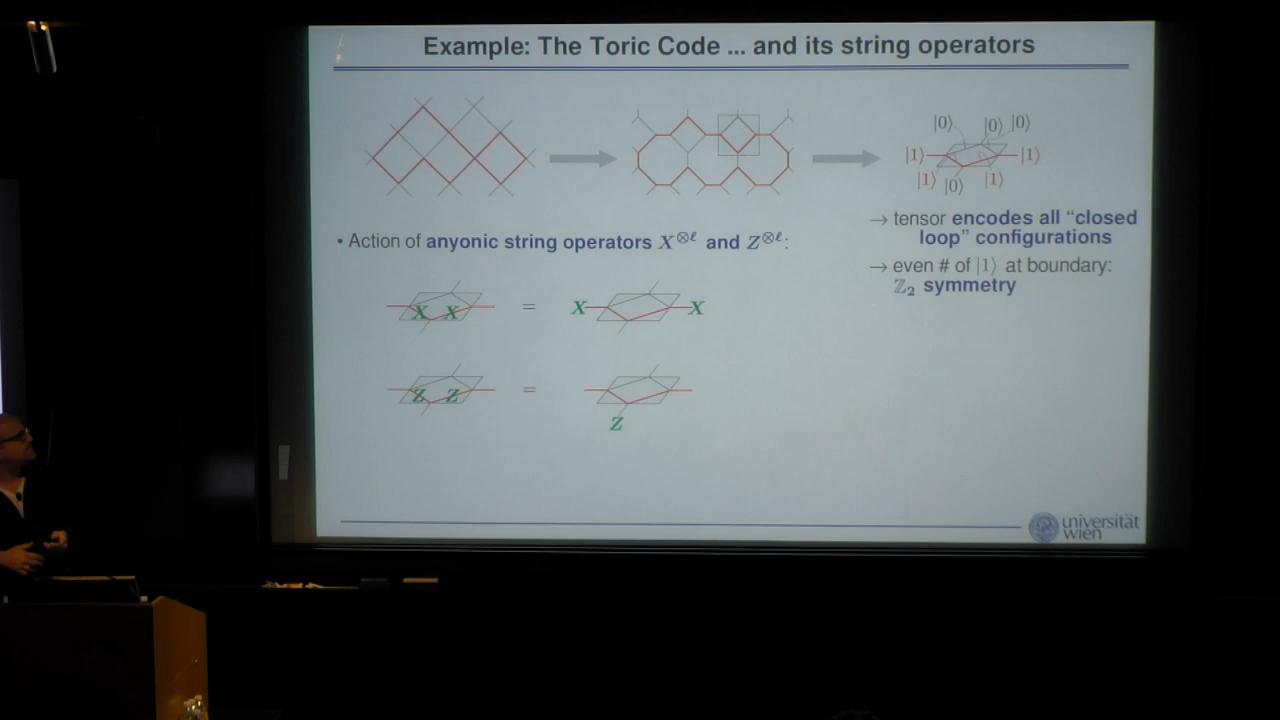 Example: The Toric Code ... and its string operators
|0⟩ |0⟩ |0⟩
|1⟩ |1⟩
|1⟩ |0⟩ |1⟩
→ tensor encodes all “closed
loop” configurations
→ even # of |1⟩ at boundary:
ℤ₂ symmetry
• Action of anyonic string operators X^⊗ℓ and Z^⊗ℓ:
X X = X X
Z Z =
Z
universität
wien